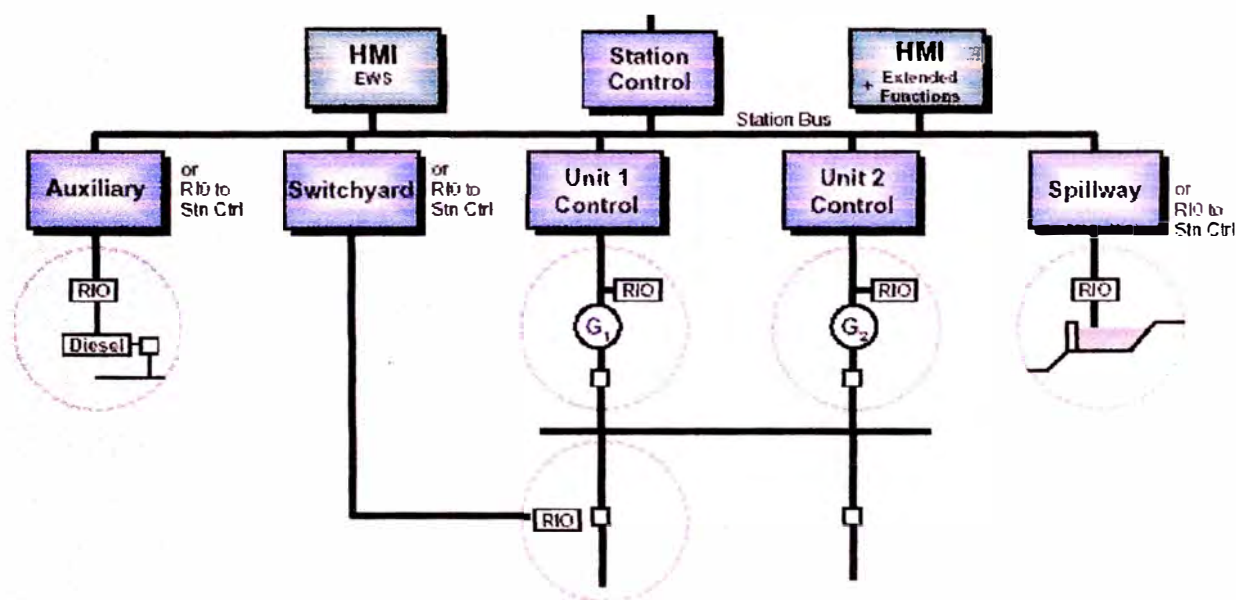 HMI
EWS
Station
Control
HMI
+ Extended
Functions
Station Bus
Auxiliary
or
RIO to
Stn Ctrl
Switchyard
or
RIO to
Stn Ctrl
Unit 1
Control
Unit 2
Control
Spillway
or
RIO to
Stn Ctrl
RIO
RIO
RIO
RIO
Diesel
G1
G2
RIO